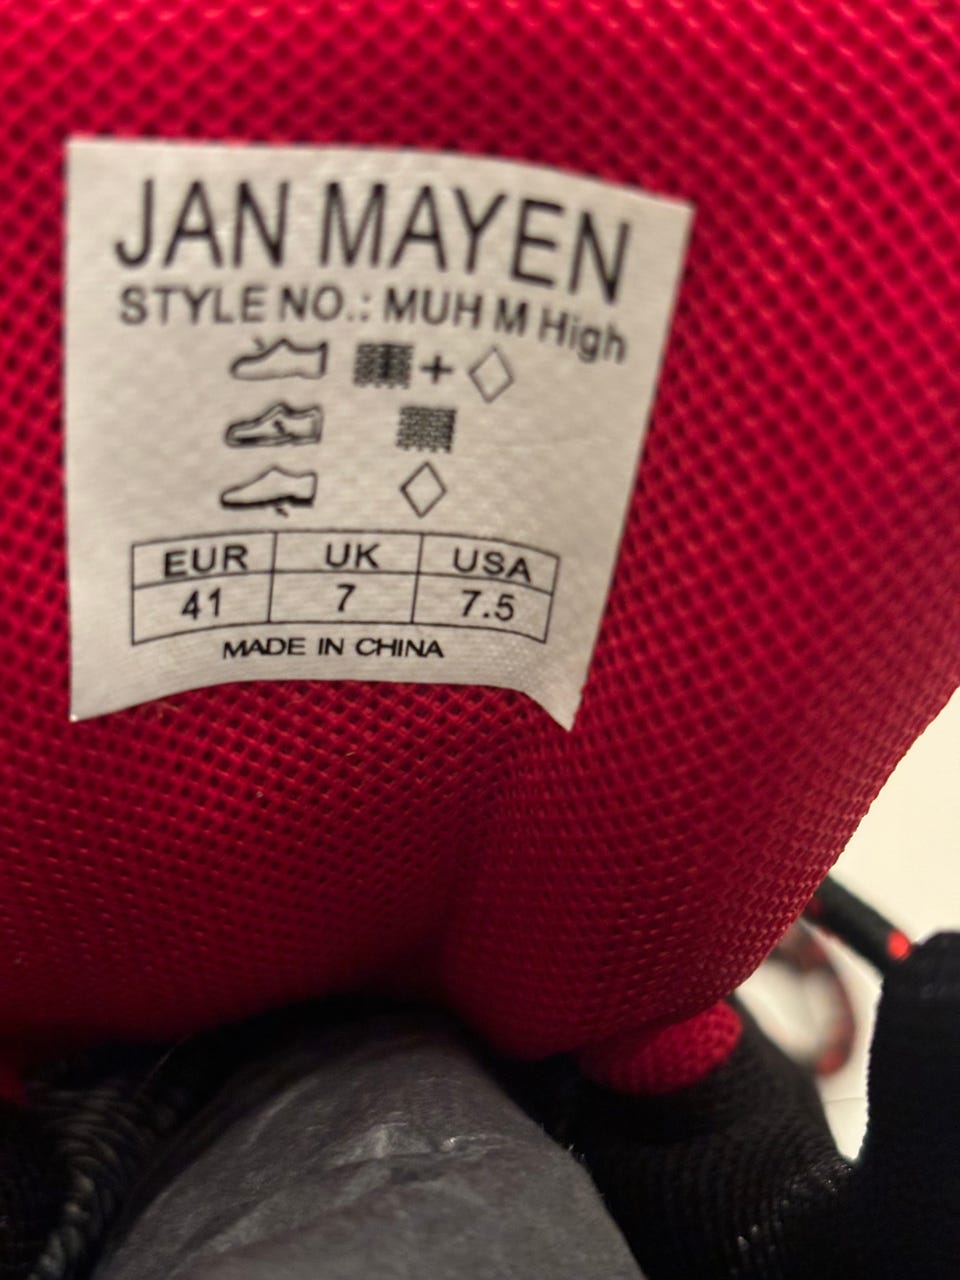 JAN MAYEN
STYLE NO.: MUH M High
+
EUR UK USA
41 7 7.5
MADE IN CHINA